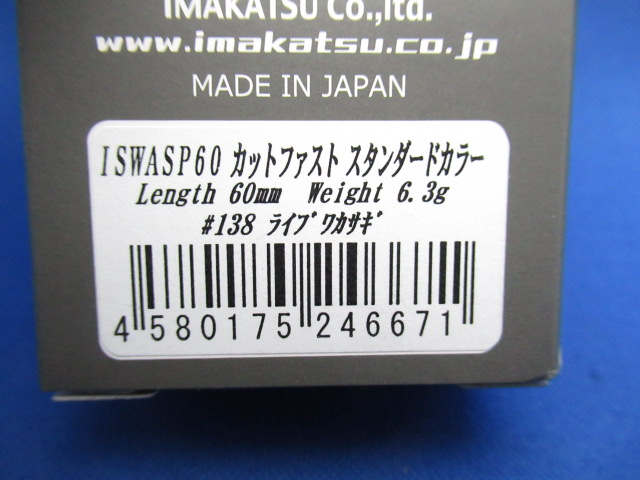 IMAKATSU Co.,ltd.
www.imakatsu.co.jp
MADE IN JAPAN
ISWASP60 カットファスト スタンダードカラー
Length 60mm Weight 6.3g
#138 ライブワカサギ
4 580175 246671